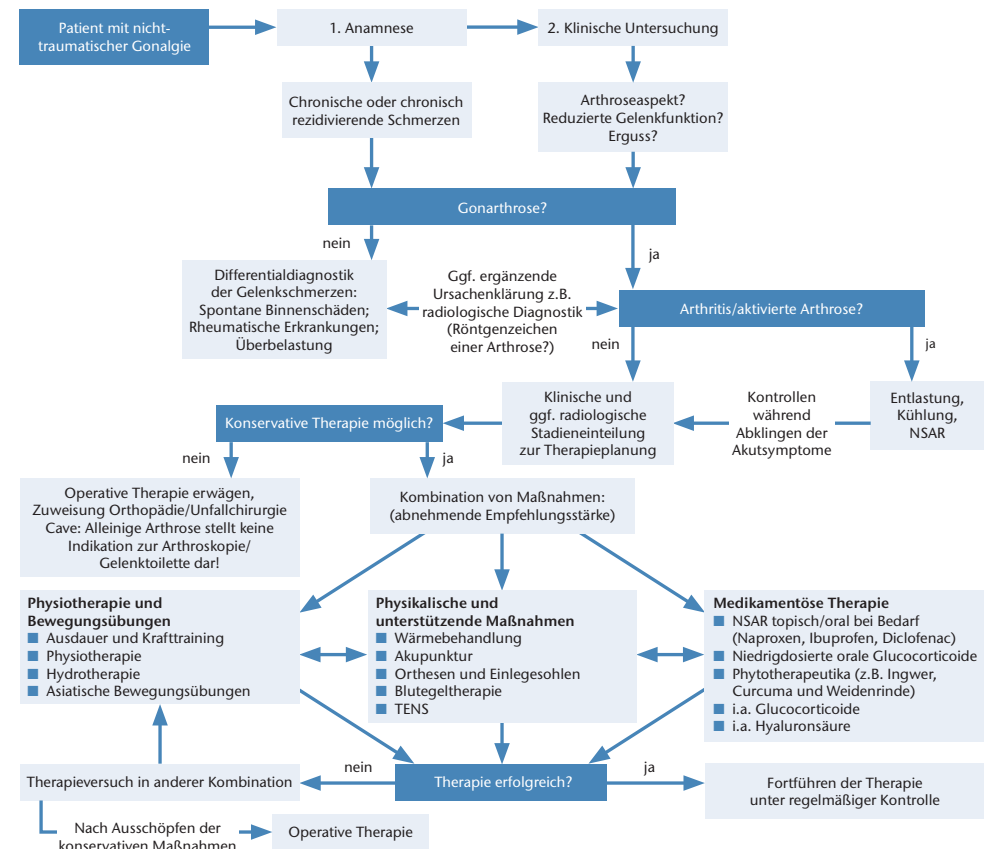 Patient mit nicht-
traumatischer Gonalgie
1. Anamnese
2. Klinische Untersuchung
Chronische oder chronisch
rezidivierende Schmerzen
Arthroseaspekt?
Reduzierte Gelenkfunktion?
Erguss?
Gonarthrose?
nein
ja
Differentialdiagnostik
der Gelenkschmerzen:
Spontane Binnenschäden;
Rheumatische Erkrankungen;
Überbelastung
Ggf. ergänzende
Ursachenklärung z.B.
radiologische Diagnostik
(Röntgenzeichen
einer Arthrose?)
Arthritis/aktivierte Arthrose?
nein
ja
Entlastung,
Kühlung,
NSAR
Kontrollen
während
Abklingen der
Akutsymptome
Klinische und
ggf. radiologische
Stadieneinteilung
zur Therapieplanung
Konservative Therapie möglich?
nein
ja
Operative Therapie erwägen,
Zuweisung Orthopädie/Unfallchirurgie
Cave: Alleinige Arthrose stellt keine
Indikation zur Arthroskopie/
Gelenktoilette dar!
Kombination von Maßnahmen:
(abnehmende Empfehlungsstärke)
Physiotherapie und
Bewegungsübungen
Ausdauer und Krafttraining
Physiotherapie
Hydrotherapie
Asiatische Bewegungsübungen
Physikalische und
unterstützende Maßnahmen
Wärmebehandlung
Akupunktur
Orthesen und Einlegesohlen
Blutegeltherapie
TENS
Medikamentöse Therapie
NSAR topisch/oral bei Bedarf
(Naproxen, Ibuprofen, Diclofenac)
Niedrigdosierte orale Glucocorticoide
Phytotherapeutika (z.B. Ingwer,
Curcuma und Weidenrinde)
i.a. Glucocorticoide
i.a. Hyaluronsäure
Therapie erfolgreich?
nein
ja
Therapieversuch in anderer Kombination
Fortführen der Therapie
unter regelmäßiger Kontrolle
Nach Ausschöpfen der
konservativen Maßnahmen
Operative Therapie